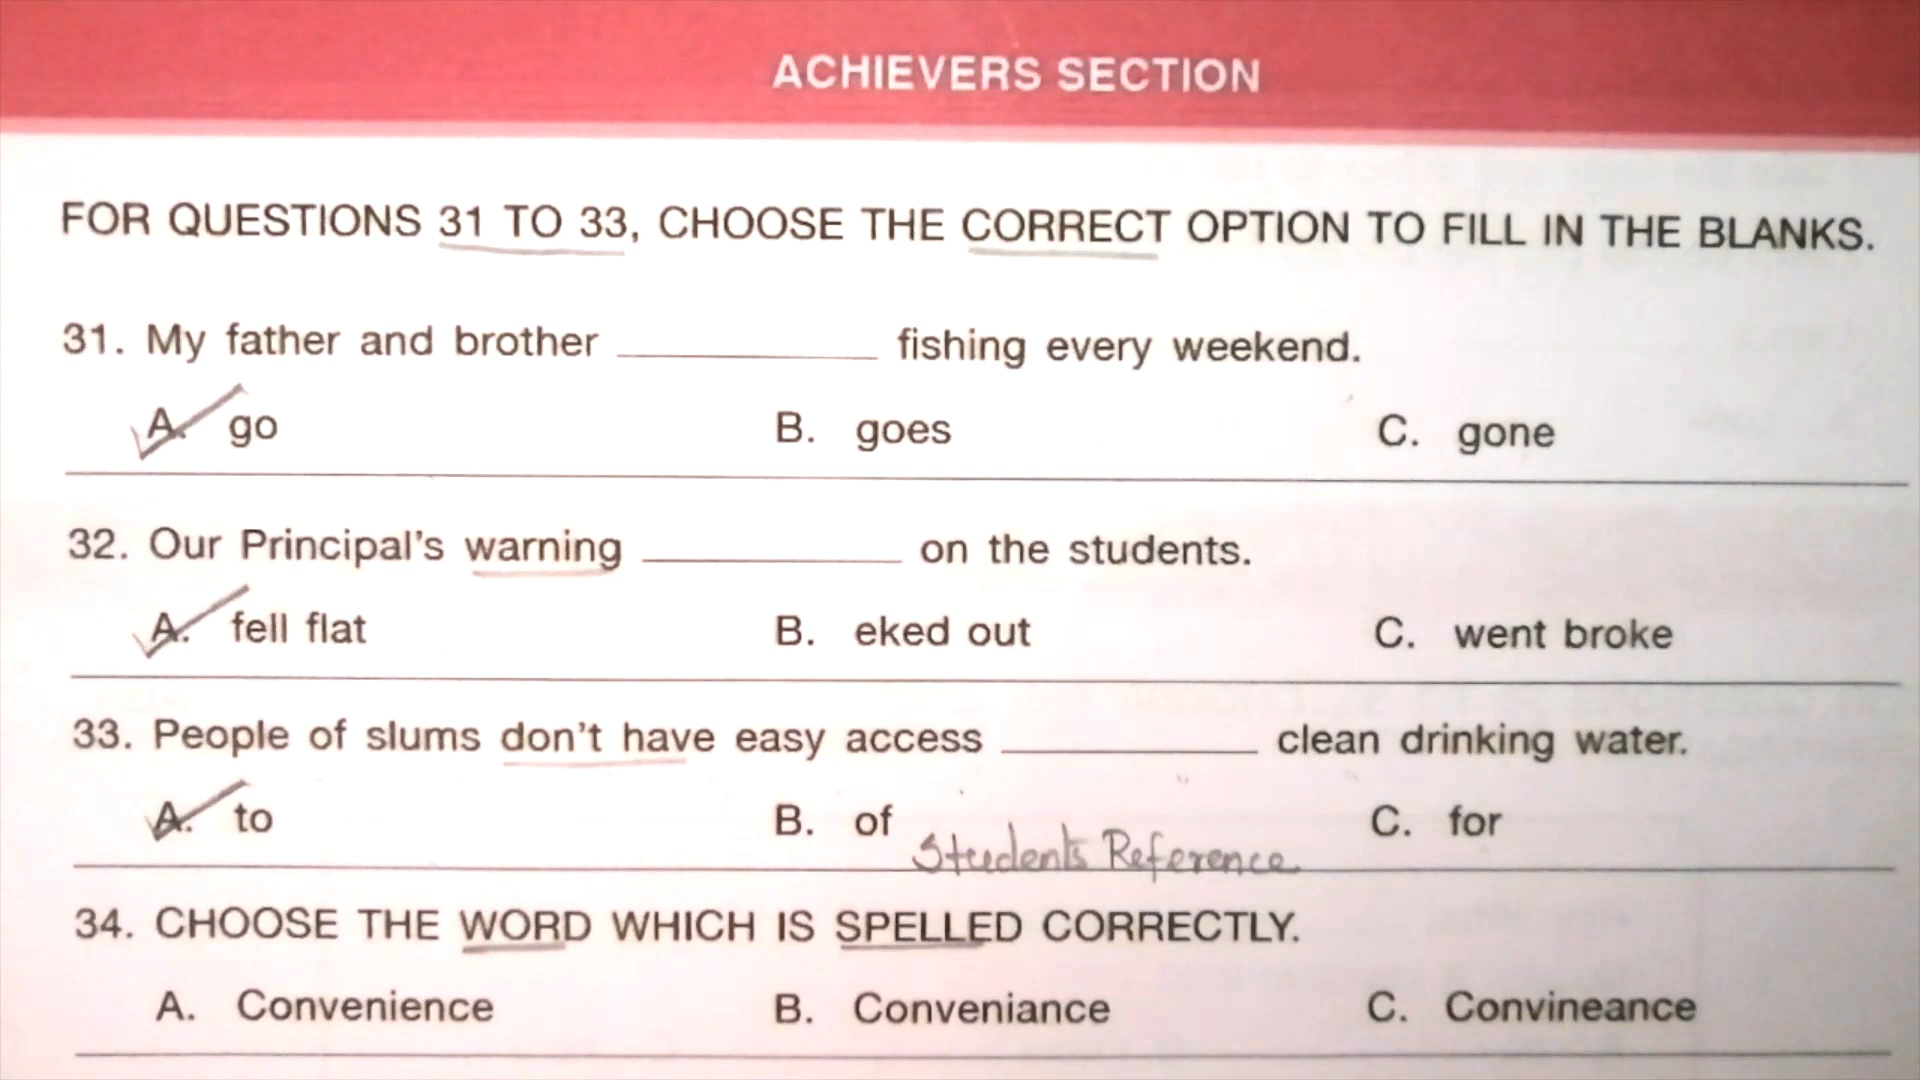 ACHIEVERS SECTION
FOR QUESTIONS 31 TO 33, CHOOSE THE CORRECT OPTION TO FILL IN THE BLANKS.
31. My father and brother __________ fishing every weekend.
A. go B. goes C. gone
32. Our Principal's warning __________ on the students.
A. fell flat B. eked out C. went broke
33. People of slums don't have easy access __________ clean drinking water.
A. to B. of C. for
Students Reference
34. CHOOSE THE WORD WHICH IS SPELLED CORRECTLY.
A. Convenience B. Conveniance C. Convineance